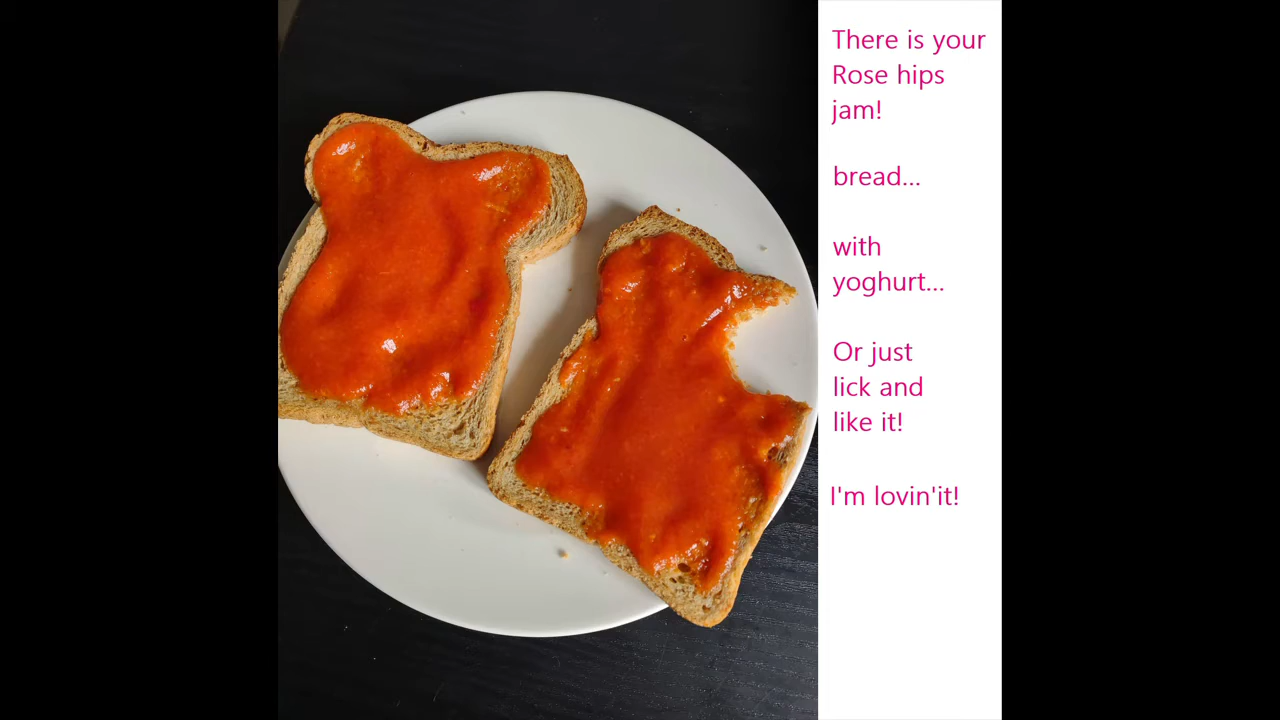 There is your
Rose hips
jam!
bread...
with
yoghurt...
Or just
lick and
like it!
I'm lovin'it!